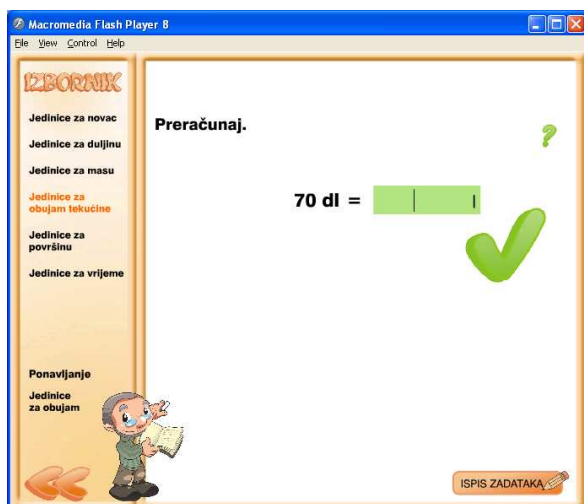 Macromedia Flash Player 8
File View Control Help
IZBORNIK
Jedinice za novac
Jedinice za duljinu
Jedinice za masu
Jedinice za
obujam tekućine
Jedinice za
površinu
Jedinice za vrijeme
Ponavljanje
Jedinice
za obujam
Preračunaj.
?
70 dl = l
ISPIS ZADATAKA